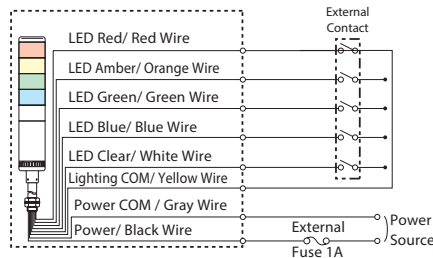 External
Contact
LED Red/ Red Wire
LED Amber/ Orange Wire
LED Green/ Green Wire
LED Blue/ Blue Wire
LED Clear/ White Wire
Lighting COM/ Yellow Wire
Power COM / Gray Wire
Power/ Black Wire
External
Fuse 1A
Power
Source